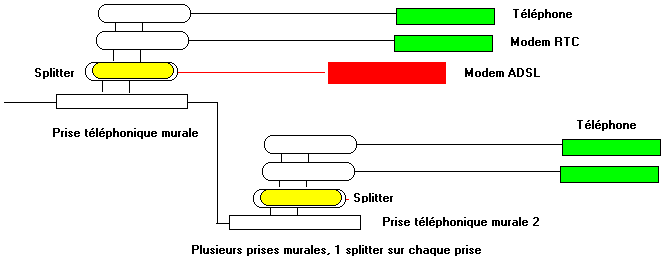 Téléphone
Modem RTC
Splitter
Modem ADSL
Prise téléphonique murale
Téléphone
Splitter
Prise téléphonique murale 2
Plusieurs prises murales, 1 splitter sur chaque prise